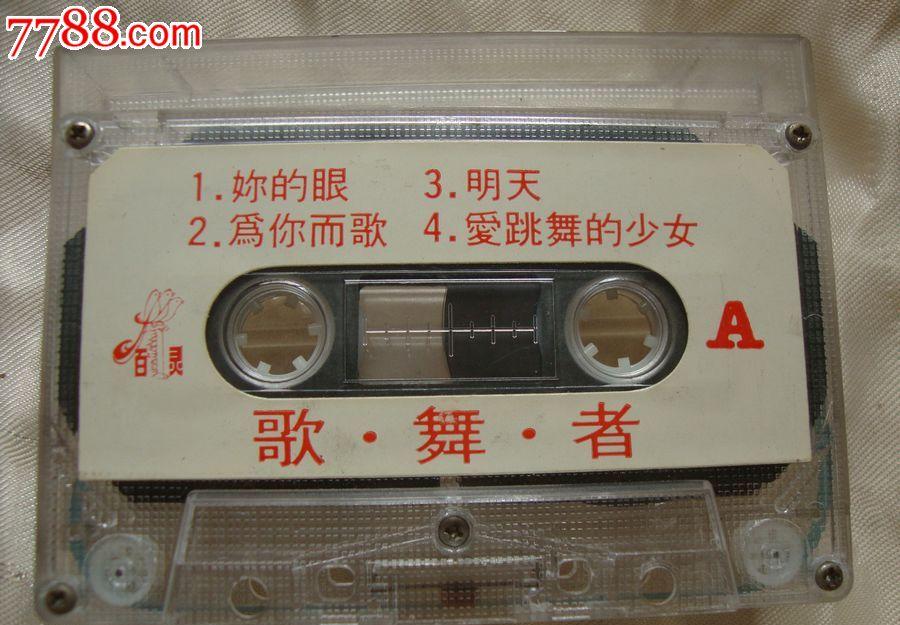 7788.com
1.妳的眼 3.明天
2.爲你而歌 4.愛跳舞的少女
百灵
A
歌·舞·者